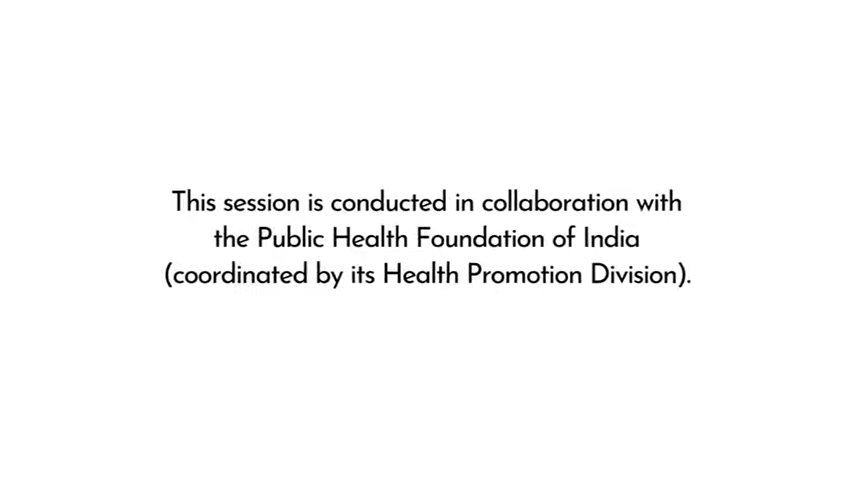 This session is conducted in collaboration with
the Public Health Foundation of India
(coordinated by its Health Promotion Division).